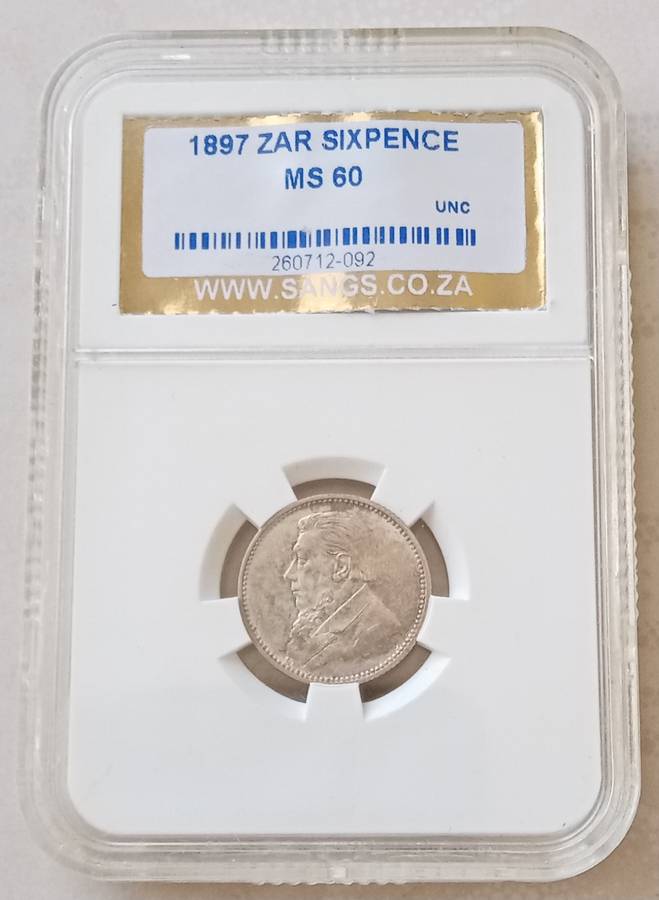 1897 ZAR SIXPENCE
MS 60
UNC
260712-092
WWW.SANGS.CO.ZA